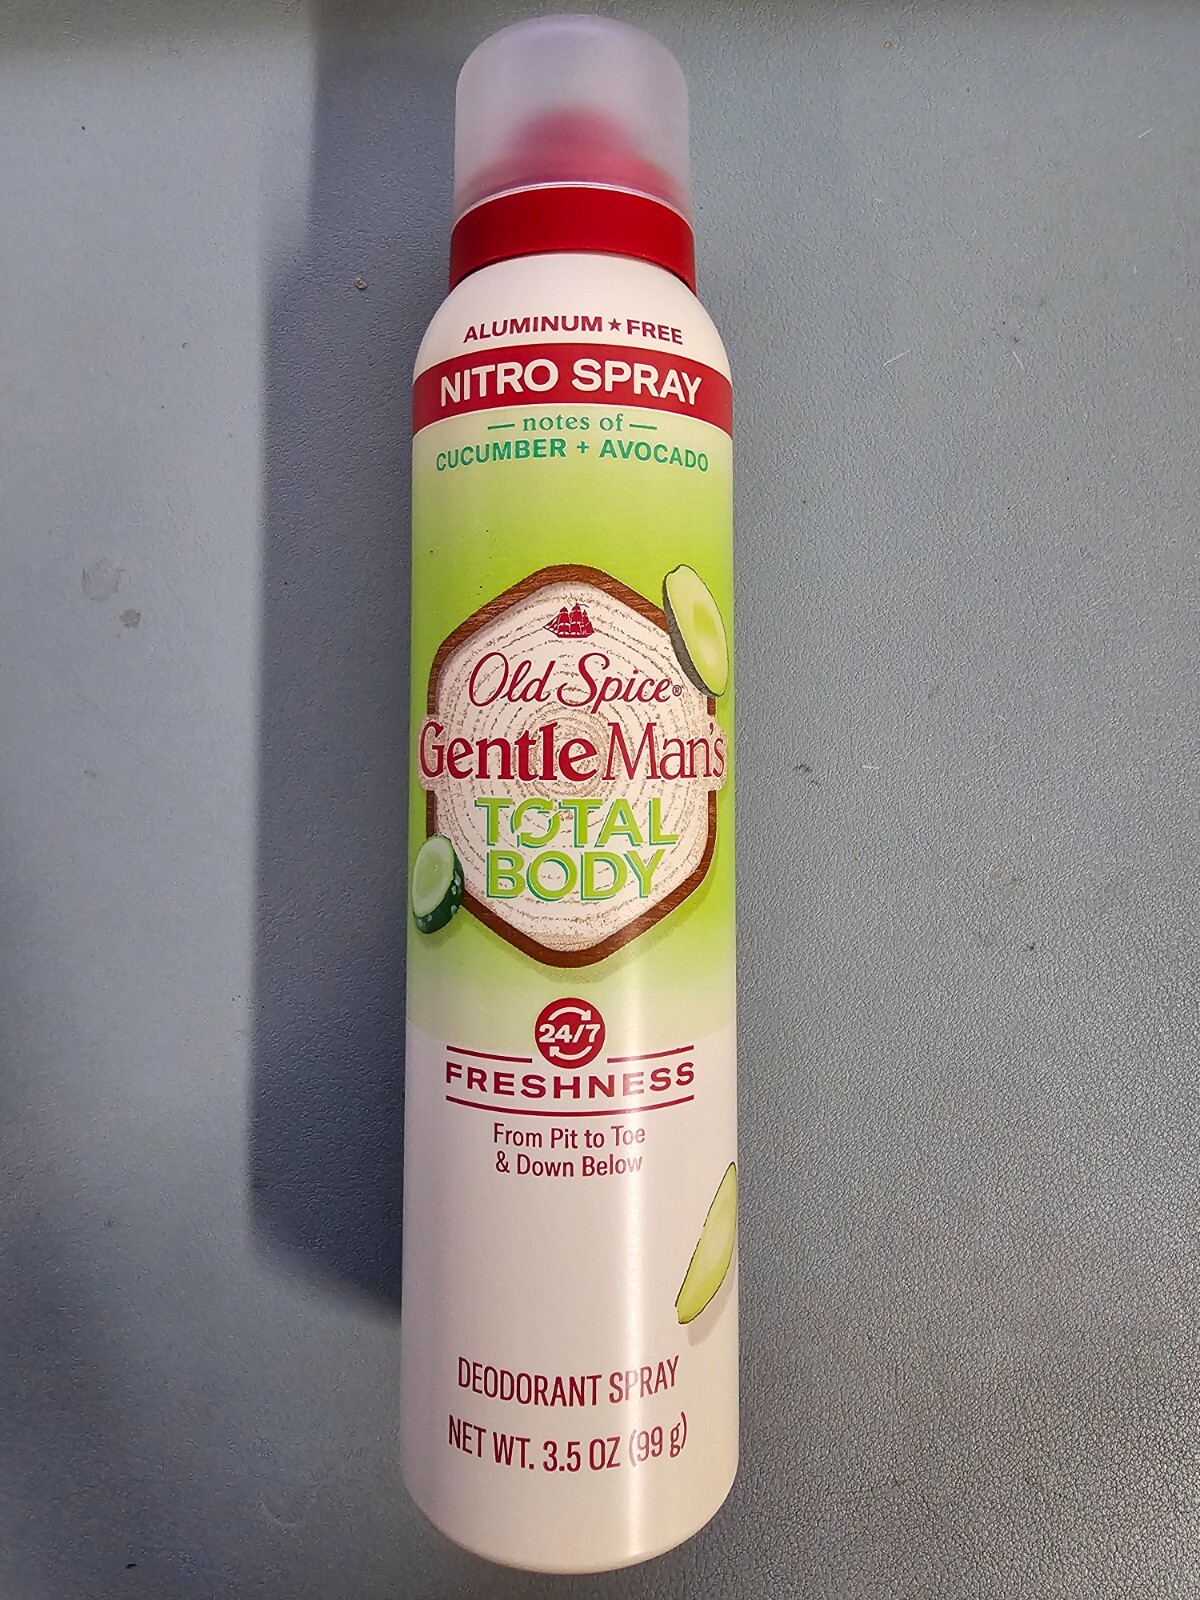 ALUMINUM★FREE
NITRO SPRAY
— notes of —
CUCUMBER + AVOCADO
Old Spice®
GentleMan's
TOTAL
BODY
24/7
FRESHNESS
From Pit to Toe
& Down Below
DEODORANT SPRAY
NET WT. 3.5 OZ (99 g)